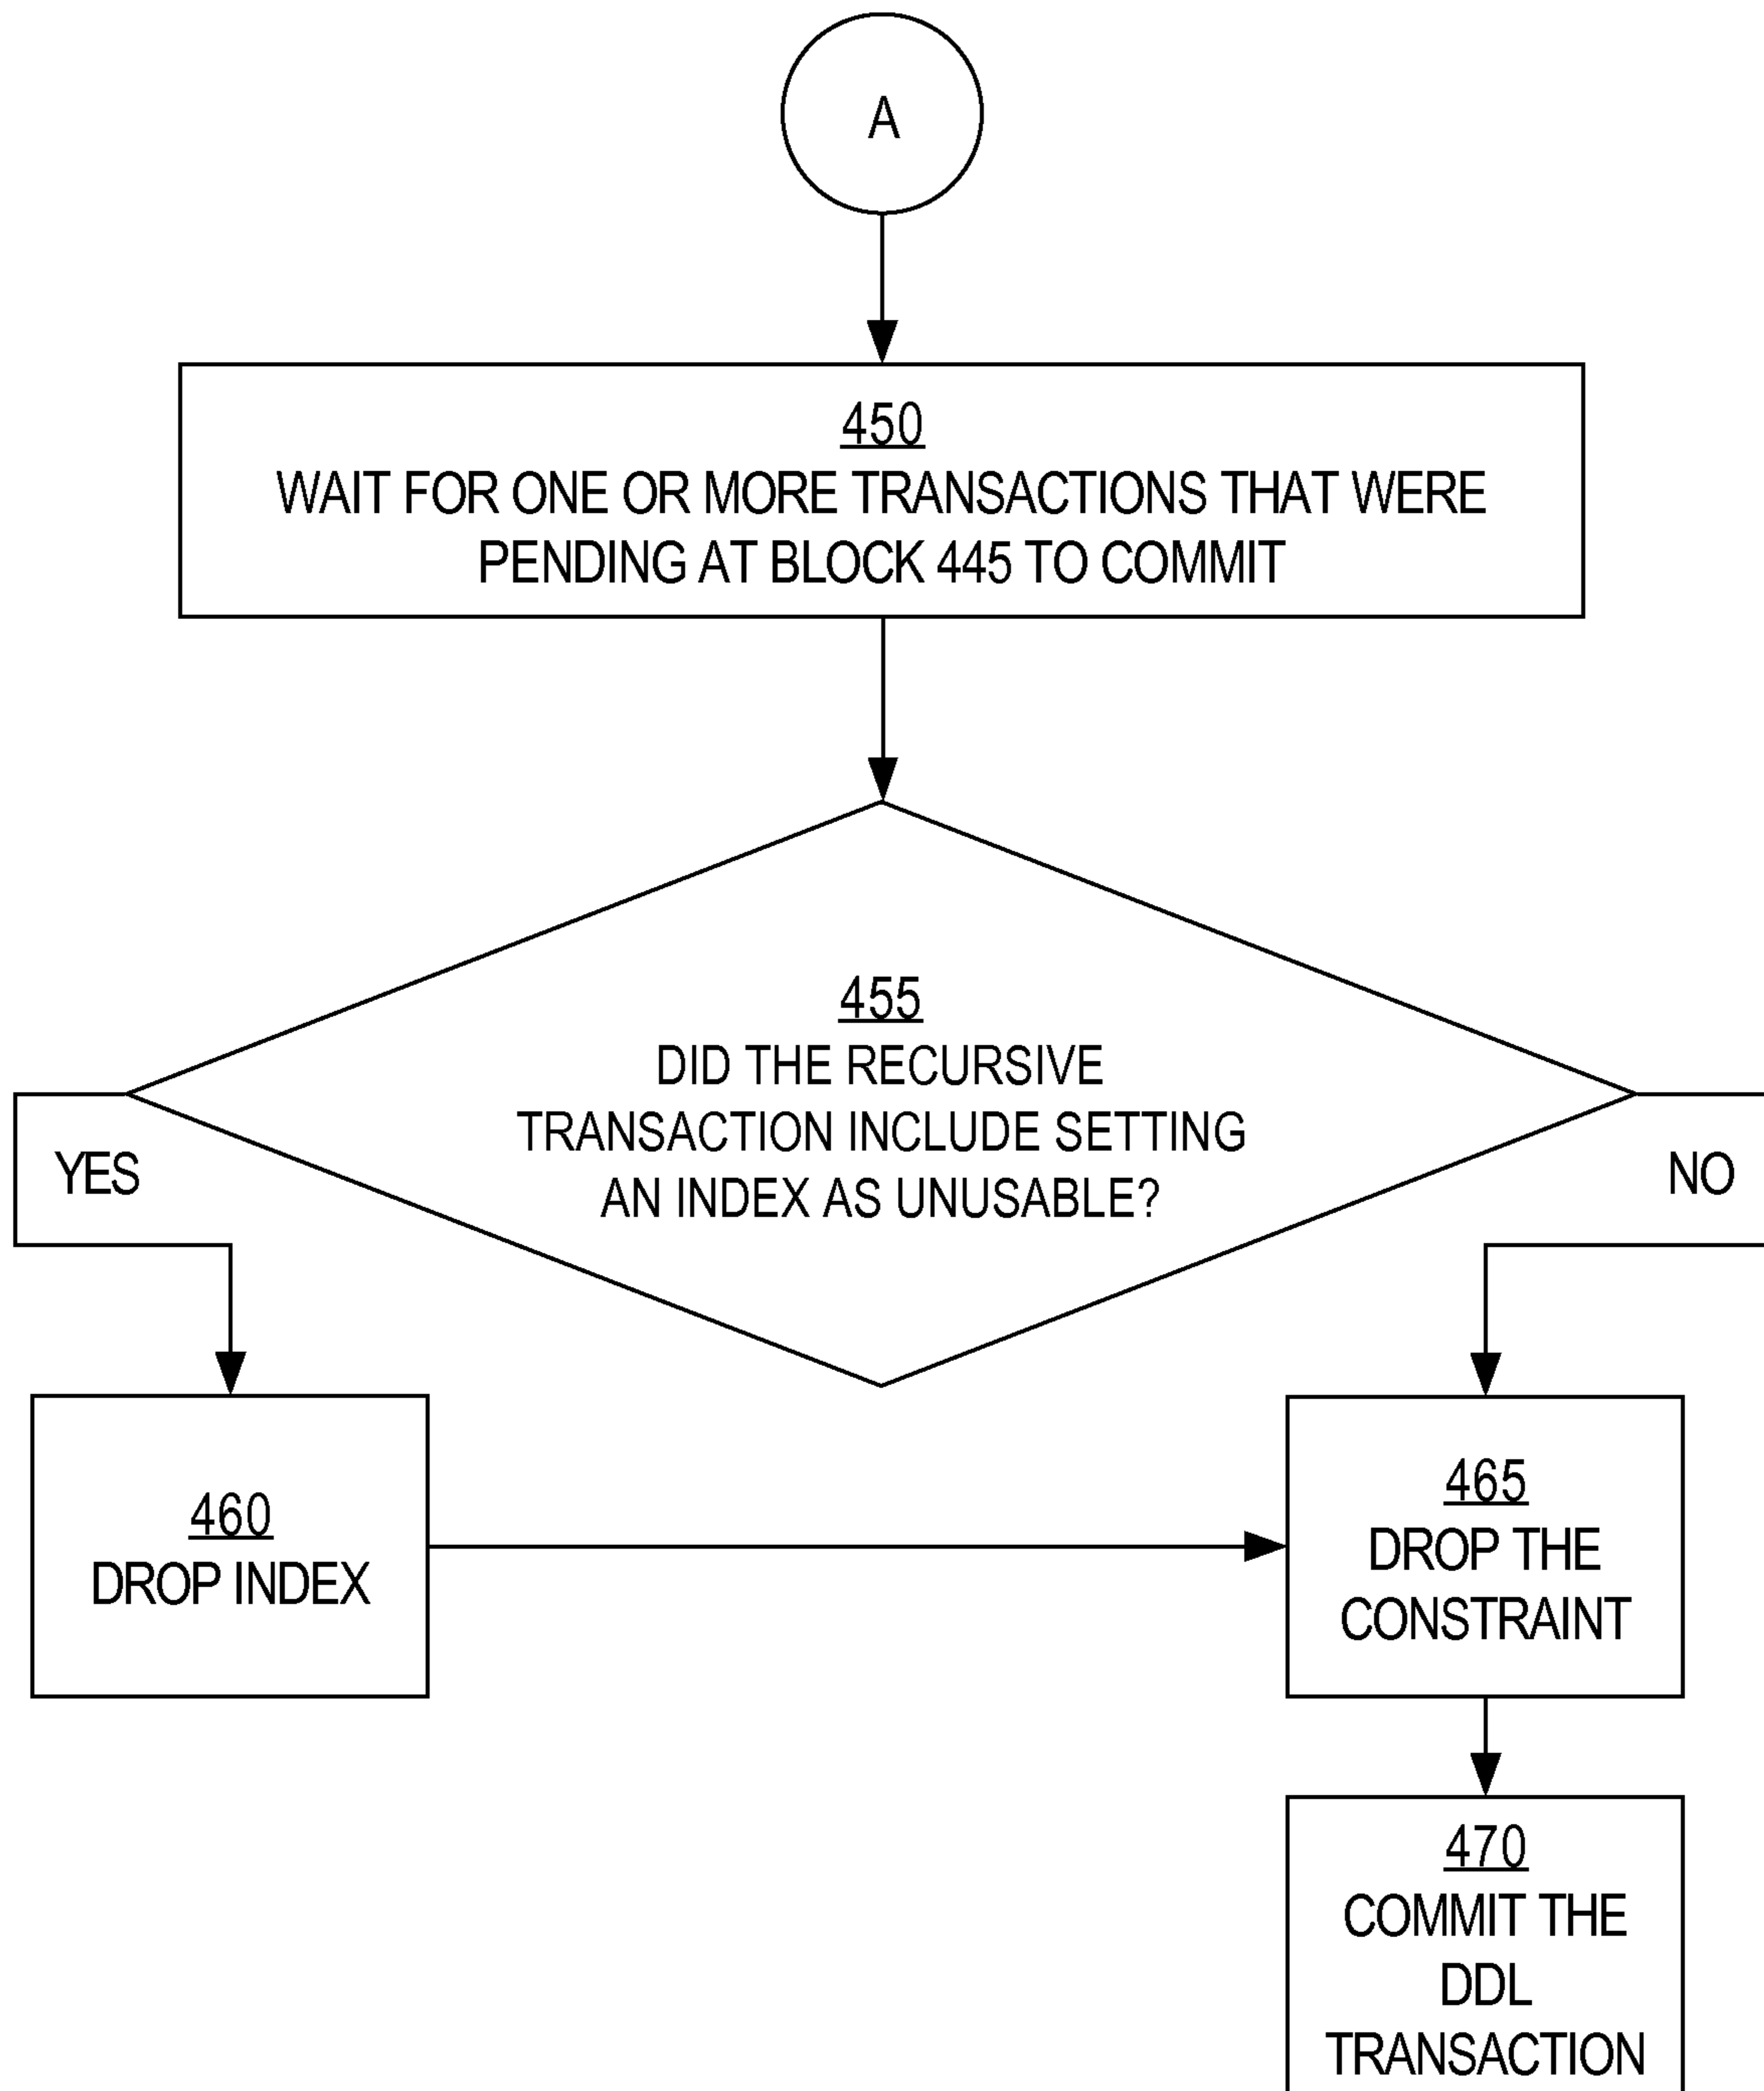 A
450
WAIT FOR ONE OR MORE TRANSACTIONS THAT WERE
PENDING AT BLOCK 445 TO COMMIT
455
DID THE RECURSIVE
TRANSACTION INCLUDE SETTING
AN INDEX AS UNUSABLE?
YES
NO
460
DROP INDEX
465
DROP THE
CONSTRAINT
470
COMMIT THE
DDL
TRANSACTION